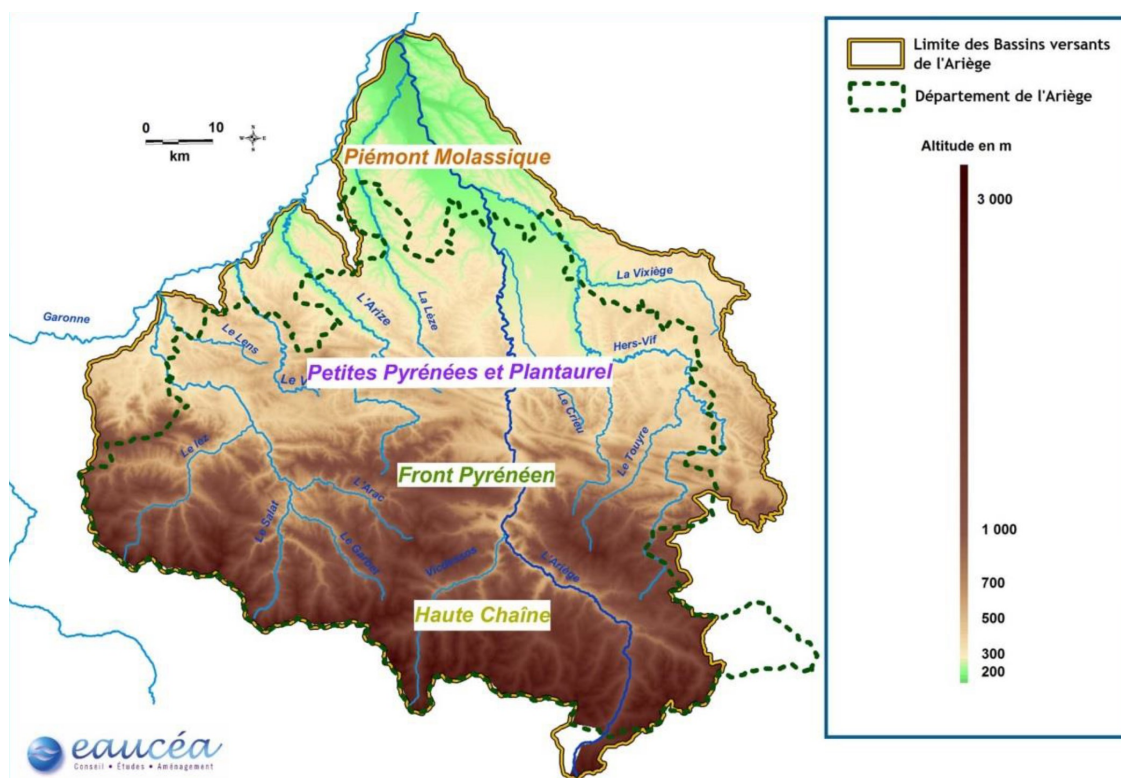 Limite des Bassins versants
de l'Ariège
Département de l'Ariège
Altitude en m
3 000
1 000
700
500
300
200
0 10
km
N
W E
S
Piémont Molassique
La Vixiège
Garonne
L'Arize
La Lèze
Le Lens
Hers-Vif
Le V
Petites Pyrénées et Plantaurel
Le Crieu
Le Touyre
Le lez
Front Pyrénéen
L'Arac
Le Salat
Le Garbet
Vicdessos
L'Ariège
Haute Chaîne
eaucéa
Conseil • Études • Aménagement